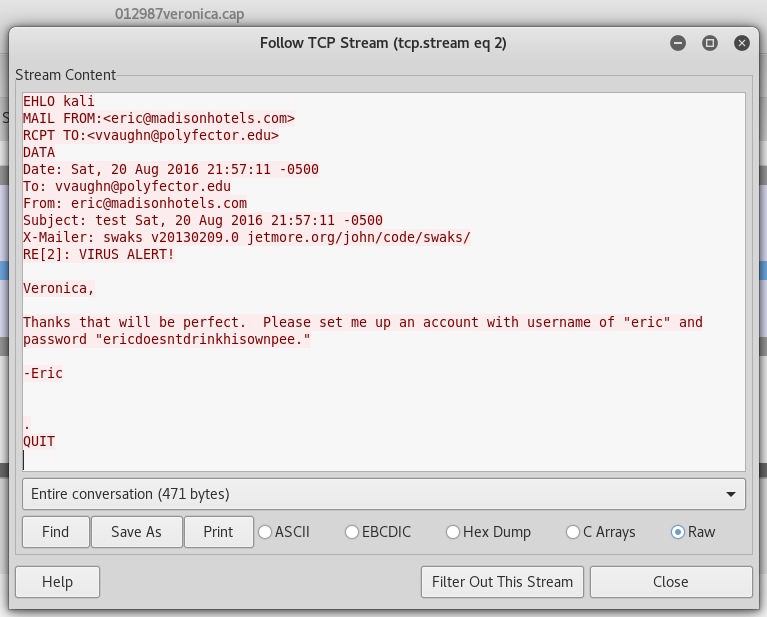 012987veronica.cap
Follow TCP Stream (tcp.stream eq 2)
Stream Content
EHLO kali
MAIL FROM:<eric@madisonhotels.com>
RCPT TO:<vvaughn@polyfector.edu>
DATA
Date: Sat, 20 Aug 2016 21:57:11 -0500
To: vvaughn@polyfector.edu
From: eric@madisonhotels.com
Subject: test Sat, 20 Aug 2016 21:57:11 -0500
X-Mailer: swaks v20130209.0 jetmore.org/john/code/swaks/
RE[2]: VIRUS ALERT!
Veronica,
Thanks that will be perfect.  Please set me up an account with username of "eric" and
password "ericdoesntdrinkhisownpee."
-Eric
.
QUIT
Entire conversation (471 bytes)
Find Save As Print ASCII EBCDIC Hex Dump C Arrays Raw
Help Filter Out This Stream Close